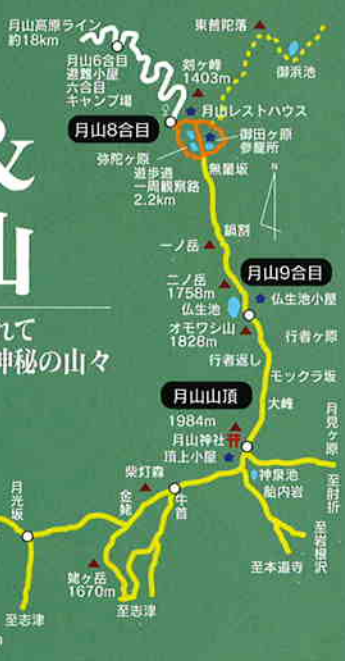 月山高原ライン
約18km
東普陀落
月山6合目
避難小屋
六合目
キャンプ場
剣ヶ峰
1403m
御浜池
月山レストハウス
月山8合目
御田ヶ原
参籠所
弥陀ヶ原
遊歩道
一周観察路
2.2km
無量坂
N
&
山
鍋割
一ノ岳
月山9合目
二ノ岳
1758m
仏生池小屋
仏生池
オモワシ山
1828m
行者ヶ原
れて
神秘の山々
行者返し
モックラ坂
月山山頂
大峰
1984m
月山神社
頂上小屋
月見ヶ原
至肘折
柴灯森
神泉池
胎内岩
月光坂
金姥
牛首
至岩根沢
至本道寺
姥ヶ岳
1670m
至志津
至志津